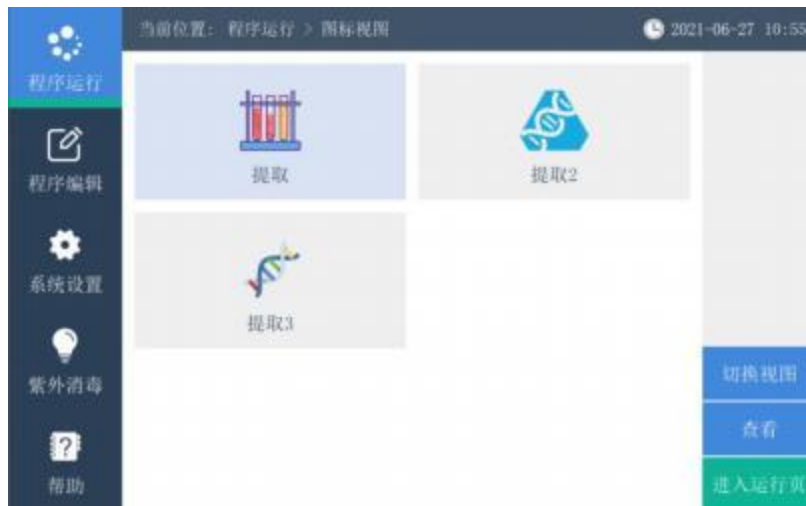 当前位置： 程序运行 > 图标视图
2021-06-27 10:55
程序运行
程序编辑
系统设置
紫外消毒
帮助
提取
提取2
提取3
切换视图
查看
进入运行页